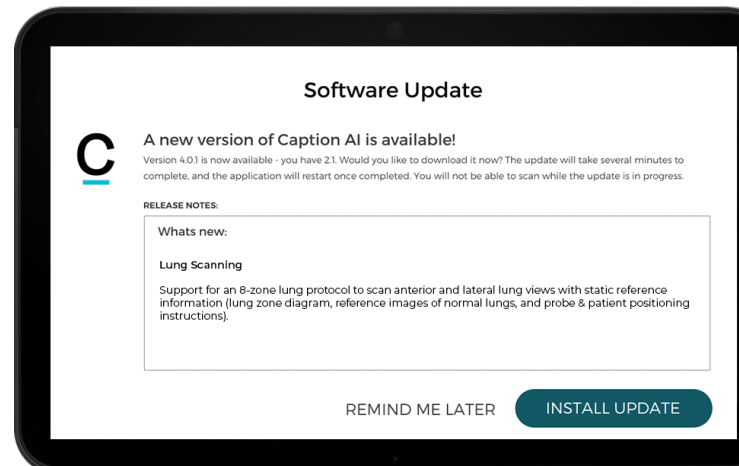 Software Update
C
A new version of Caption AI is available!
Version 4.0.1 is now available - you have 2.1. Would you like to download it now? The update will take several minutes to
complete, and the application will restart once completed. You will not be able to scan while the update is in progress.
RELEASE NOTES:
Whats new:
Lung Scanning
Support for an 8-zone lung protocol to scan anterior and lateral lung views with static reference
information (lung zone diagram, reference images of normal lungs, and probe & patient positioning
instructions).
REMIND ME LATER
INSTALL UPDATE